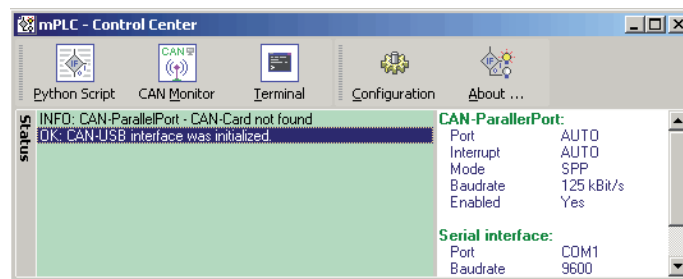 mPLC - Control Center
CAN
IF
Python Script CAN Monitor Terminal Configuration About ...
Status
INFO: CAN-ParallelPort - CAN-Card not found
OK: CAN-USB interface was initialized.
CAN-ParallerPort:
Port AUTO
Interrupt AUTO
Mode SPP
Baudrate 125 kBit/s
Enabled Yes
Serial interface:
Port COM1
Baudrate 9600